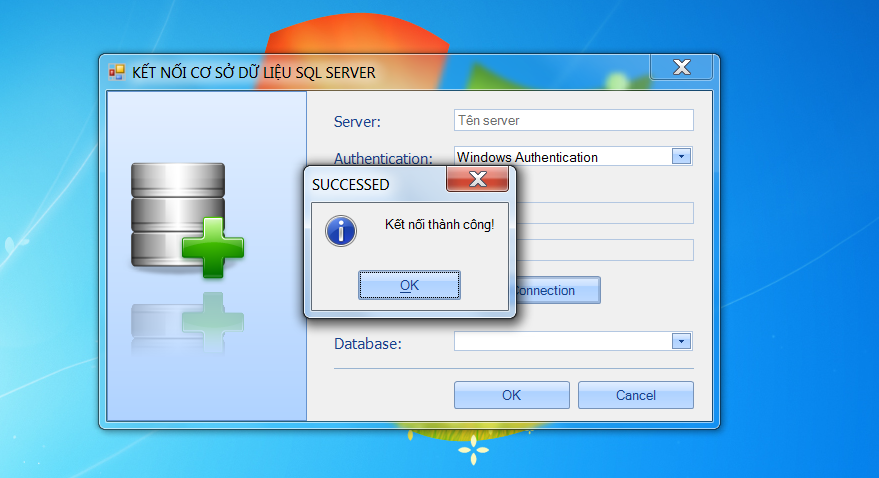 KẾT NỐI CƠ SỞ DỮ LIỆU SQL SERVER
Server:
Tên server
Authentication:
Windows Authentication
SUCCESSED
Kết nối thành công!
OK
Connection
Database:
OK
Cancel